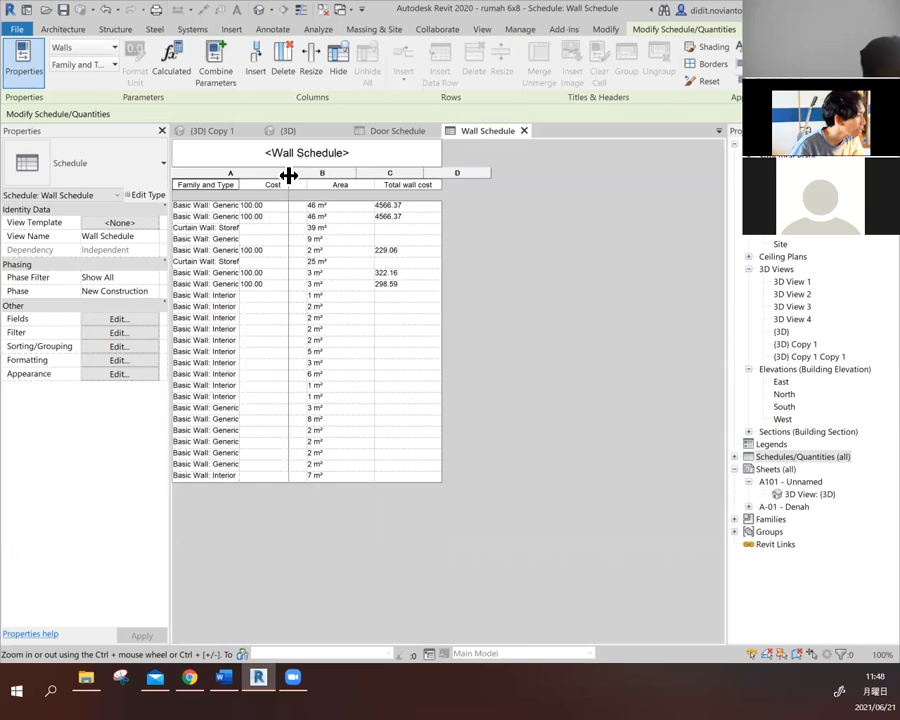 Autodesk Revit 2020 - rumah 6x8 - Schedule: Wall Schedule
didit.novianto
File Architecture Structure Steel Systems Insert Annotate Analyze Massing & Site Collaborate View Manage Add-Ins Modify Modify Schedule/Quantities
Properties
Walls
Family and T...
Format Unit
Calculated
Combine Parameters
Insert
Delete
Resize
Hide
Unhide All
Insert
Insert Data Row
Delete
Resize
Merge Unmerge
Insert Image
Clear Cell
Group
Ungroup
Shading
Borders
Reset
Properties Parameters Columns Rows Titles & Headers
Modify Schedule/Quantities
Properties
{3D} Copy 1
{3D}
Door Schedule
Wall Schedule
Schedule
Schedule: Wall Schedule
Edit Type
Identity Data
View Template <None>
View Name Wall Schedule
Dependency Independent
Phasing
Phase Filter Show All
Phase New Construction
Other
Fields Edit...
Filter Edit...
Sorting/Grouping Edit...
Formatting Edit...
Appearance Edit...
Properties help
Apply
<Wall Schedule>
A B C D
Family and Type Cost Area Total wall cost
Basic Wall: Generic 100.00 46 m² 4566.37
Basic Wall: Generic 100.00 46 m² 4566.37
Curtain Wall: Storef 39 m²
Basic Wall: Generic 9 m²
Basic Wall: Generic 100.00 2 m² 229.06
Curtain Wall: Storef 25 m²
Basic Wall: Generic 100.00 3 m² 322.16
Basic Wall: Generic 100.00 3 m² 298.59
Basic Wall: Interior 1 m²
Basic Wall: Interior 2 m²
Basic Wall: Interior 2 m²
Basic Wall: Interior 2 m²
Basic Wall: Interior 2 m²
Basic Wall: Interior 5 m²
Basic Wall: Interior 3 m²
Basic Wall: Interior 6 m²
Basic Wall: Interior 1 m²
Basic Wall: Interior 1 m²
Basic Wall: Generic 3 m²
Basic Wall: Generic 8 m²
Basic Wall: Generic 2 m²
Basic Wall: Generic 2 m²
Basic Wall: Generic 2 m²
Basic Wall: Generic 2 m²
Basic Wall: Interior 7 m²
Site
Ceiling Plans
3D Views
3D View 1
3D View 2
3D View 3
3D View 4
{3D}
{3D} Copy 1
{3D} Copy 1 Copy 1
Elevations (Building Elevation)
East
North
South
West
Sections (Building Section)
Legends
Schedules/Quantities (all)
Sheets (all)
A101 - Unnamed
3D View: {3D}
A-01 - Denah
Families
Groups
Revit Links
Zoom in or out using the Ctrl + mouse wheel or Ctrl + [+/-]. To
:0
Main Model
:0
100%
11:48
月曜日
2021/06/21